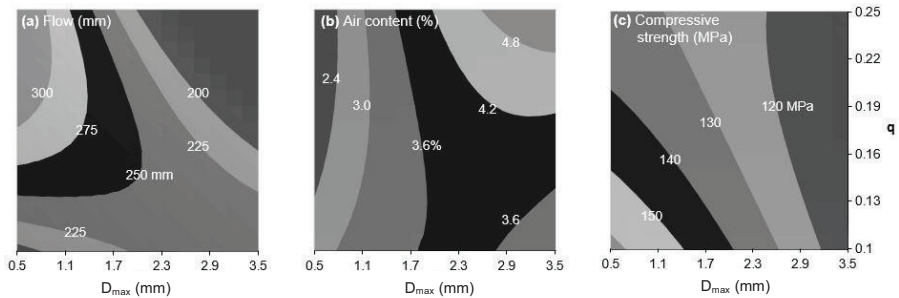 (a) Flow (mm)
300
275
250 mm
225
200
225
0.5 1.1 1.7 2.3 2.9 3.5
Dmax (mm)
(b) Air content (%)
2.4
3.0
3.6%
4.2
4.8
3.6
0.5 1.1 1.7 2.3 2.9 3.5
Dmax (mm)
(c) Compressive
strength (MPa)
120 MPa
130
140
150
0.5 1.1 1.7 2.3 2.9 3.5
Dmax (mm)
0.25
0.22
0.19
q
0.16
0.13
0.1